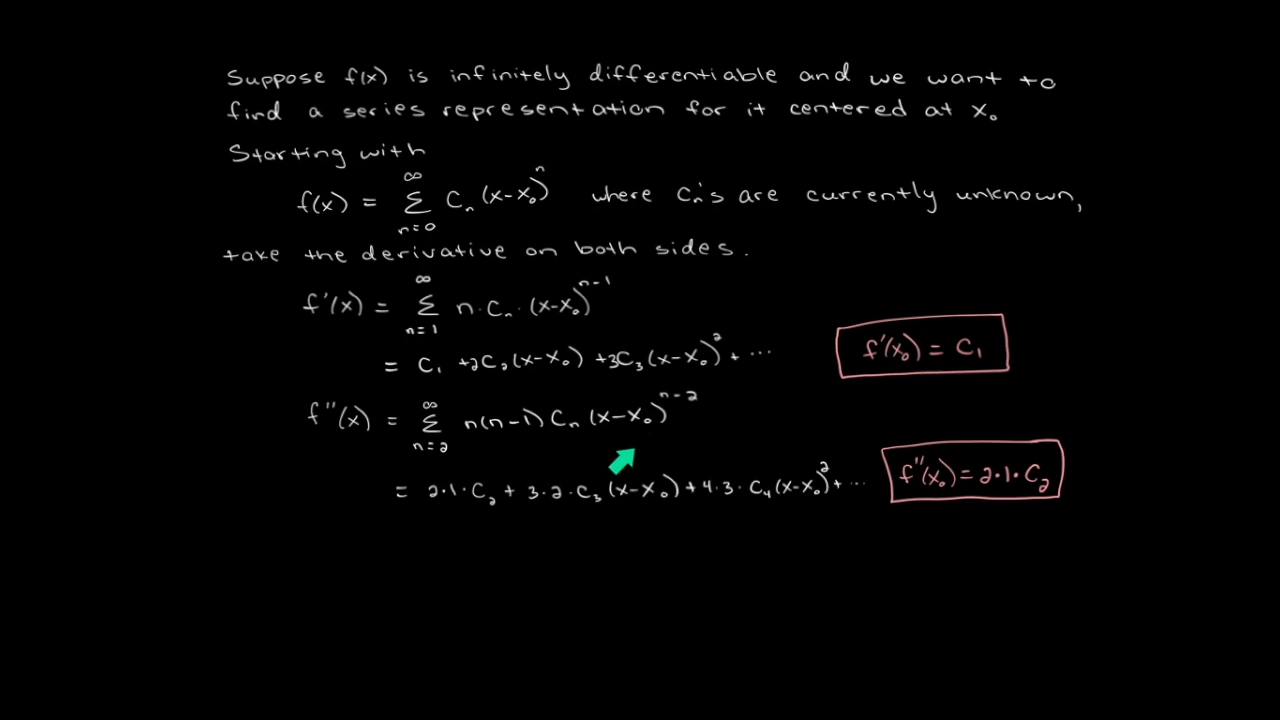 Suppose f(x) is infinitely differentiable and we want to
find a series representation for it centered at x₀
Starting with
f(x) = ∑_{n=0}^{∞} Cₙ (x-x₀)ⁿ where Cₙ's are currently unknown,
take the derivative on both sides.
f'(x) = ∑_{n=1}^{∞} n · Cₙ · (x-x₀)^{n-1}
= C₁ + 2C₂(x-x₀) + 3C₃(x-x₀)² + ...
f'(x₀) = C₁
f''(x) = ∑_{n=2}^{∞} n(n-1) Cₙ (x-x₀)^{n-2}
= 2·1·C₂ + 3·2·C₃(x-x₀) + 4·3·C₄(x-x₀)² + ...
f''(x₀) = 2·1·C₂